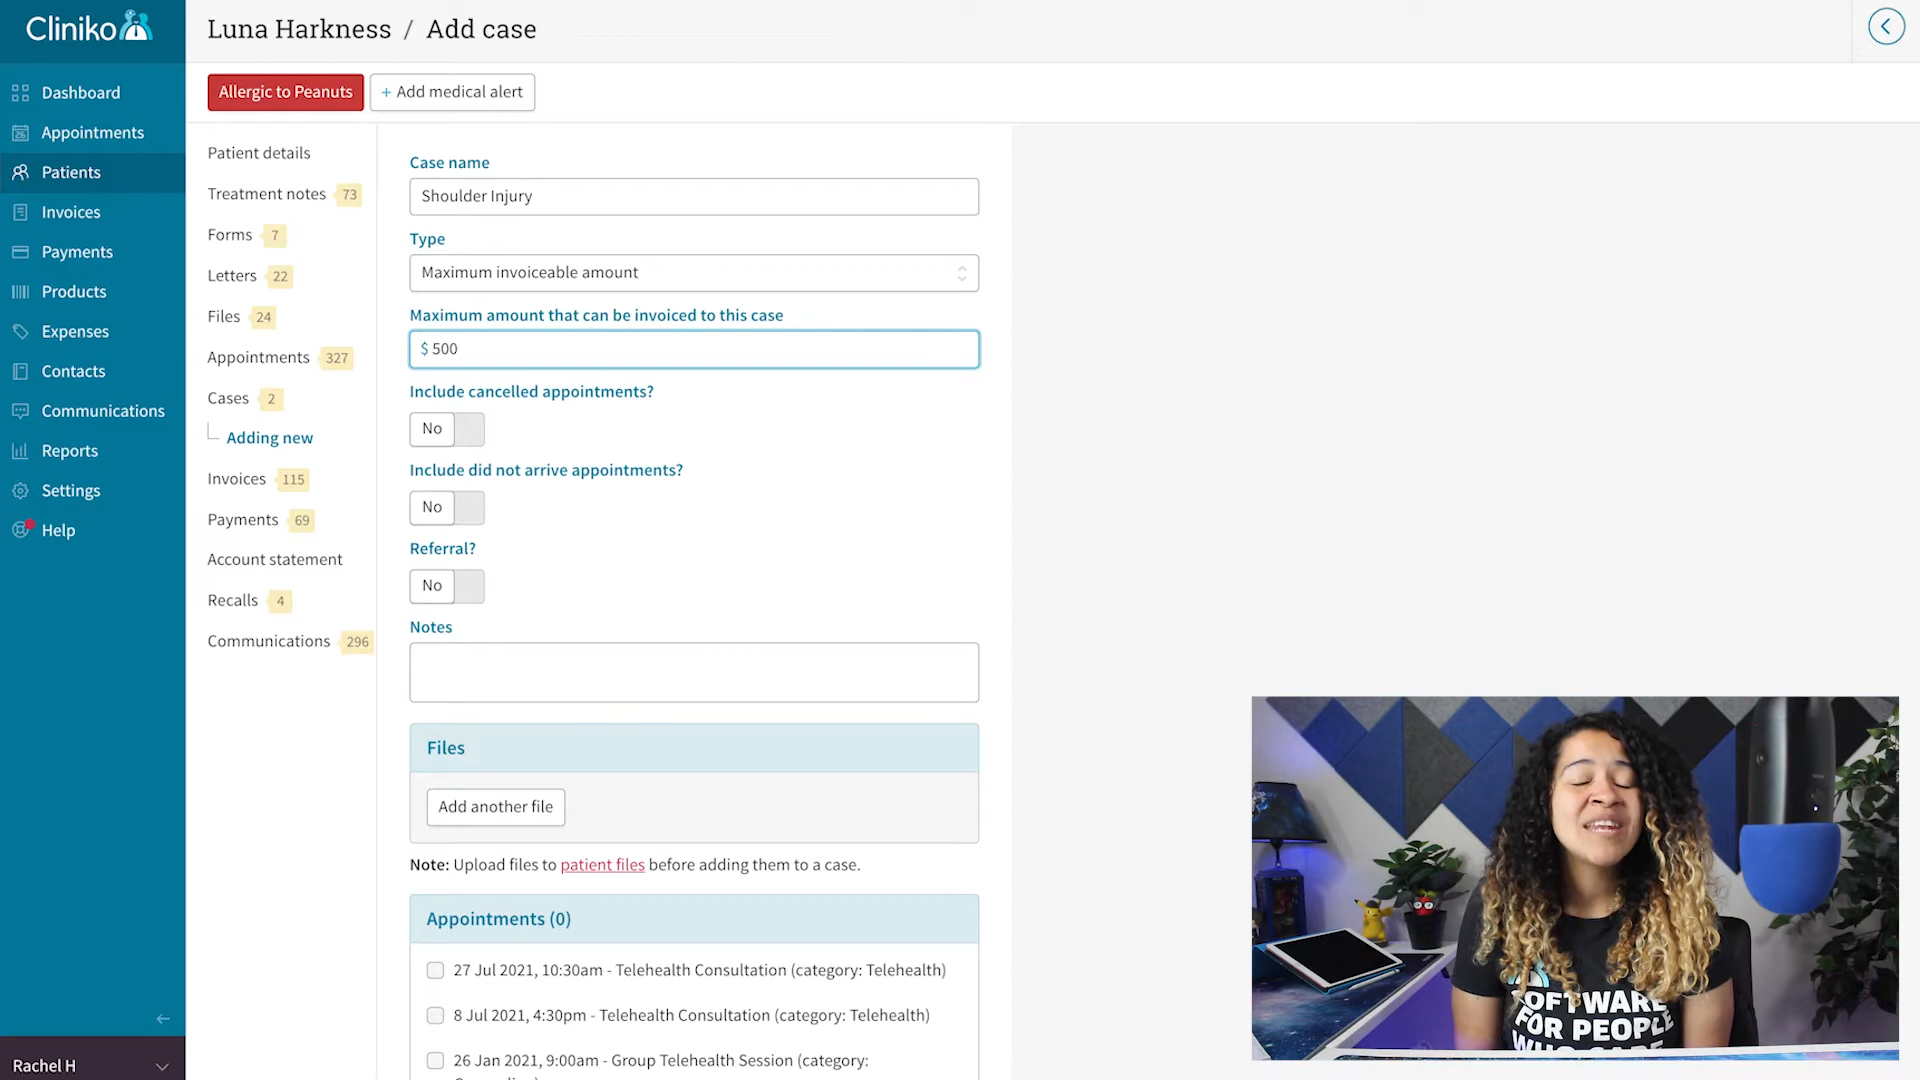 Cliniko
Luna Harkness / Add case
Allergic to Peanuts
+ Add medical alert
Dashboard
Appointments
Patients
Invoices
Payments
Products
Expenses
Contacts
Communications
Reports
Settings
Help
Rachel H
Patient details
Treatment notes 73
Forms 7
Letters 22
Files 24
Appointments 327
Cases 2
Adding new
Invoices 115
Payments 69
Account statement
Recalls 4
Communications 296
Case name
Shoulder Injury
Type
Maximum invoiceable amount
Maximum amount that can be invoiced to this case
$ 500
Include cancelled appointments?
No
Include did not arrive appointments?
No
Referral?
No
Notes
Files
Add another file
Note: Upload files to patient files before adding them to a case.
Appointments (0)
27 Jul 2021, 10:30am - Telehealth Consultation (category: Telehealth)
8 Jul 2021, 4:30pm - Telehealth Consultation (category: Telehealth)
26 Jan 2021, 9:00am - Group Telehealth Session (category:
SOFTWARE
FOR PEOPLE
WHO CARE